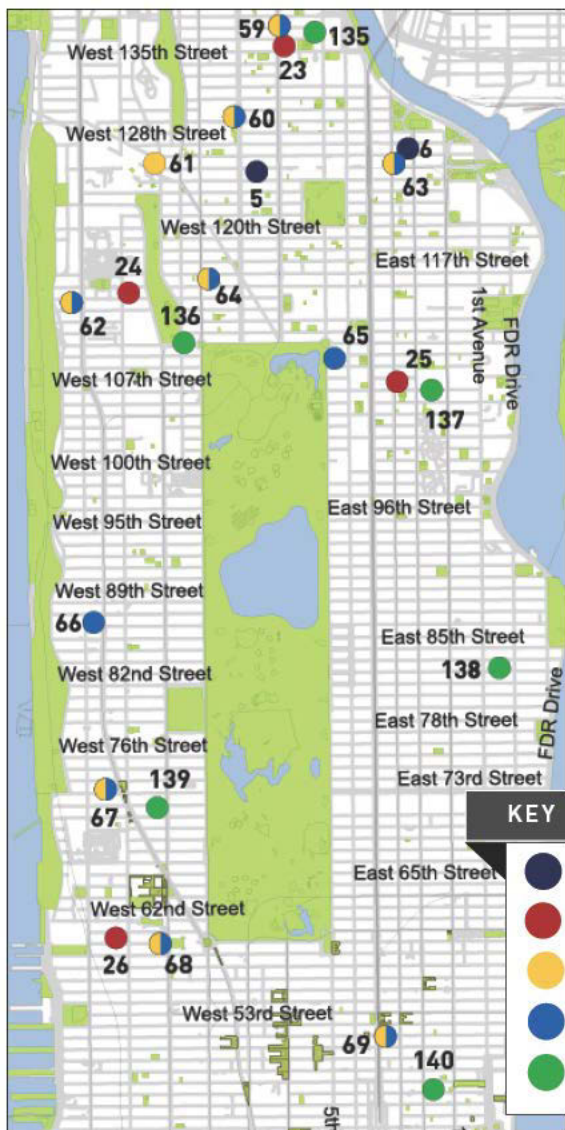 59
135
West 135th Street
23
60
West 128th Street
61
6
63
5
West 120th Street
East 117th Street
24
64
62
136
1st Avenue
FDR Drive
65
25
West 107th Street
137
West 100th Street
East 96th Street
West 95th Street
West 89th Street
66
East 85th Street
138
West 82nd Street
East 78th Street
FDR Drive
West 76th Street
139
East 73rd Street
67
KEY
East 65th Street
West 62nd Street
26
68
West 53rd Street
69
140
5th